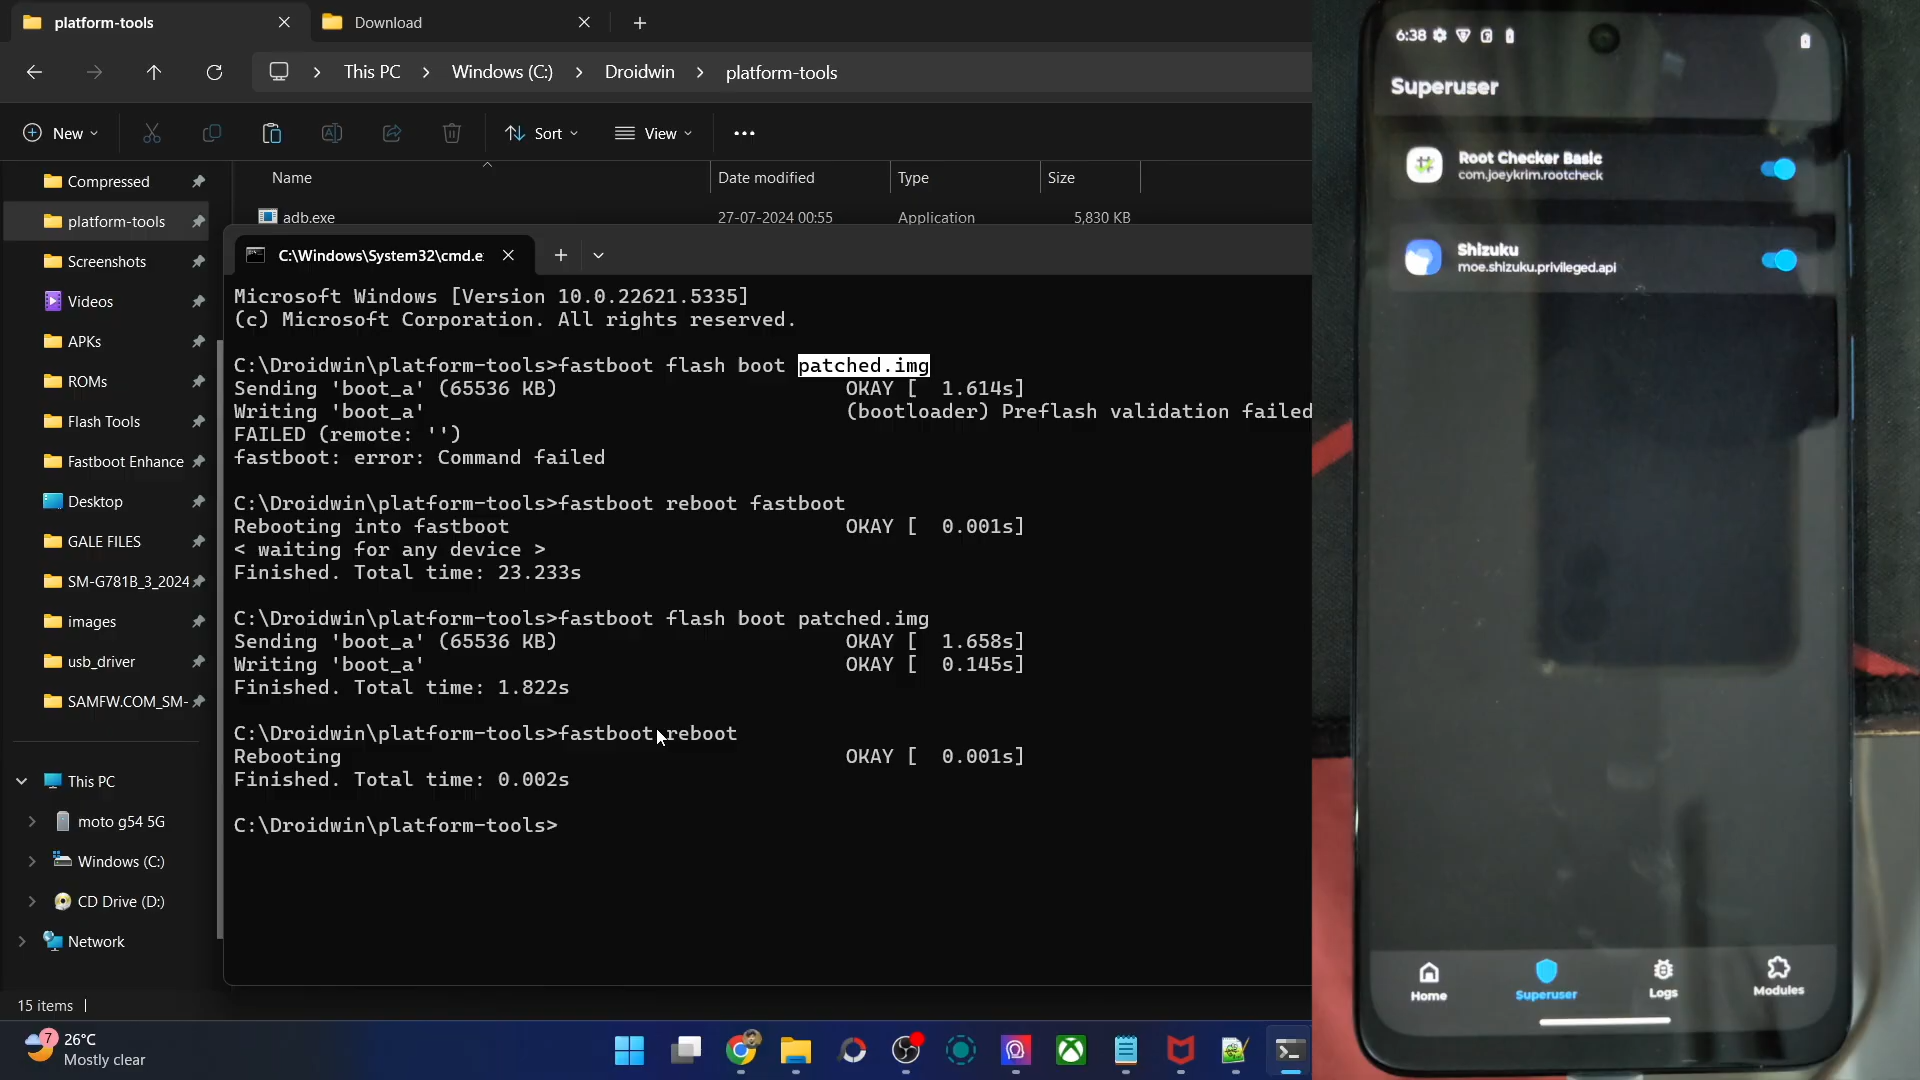 platform-tools
Download
This PC > Windows (C:) > Droidwin > platform-tools
New
Sort
View
Name
Date modified
Type
Size
adb.exe
27-07-2024 00:55
Application
5,830 KB
Compressed
platform-tools
Screenshots
Videos
APKs
ROMs
Flash Tools
Fastboot Enhance
Desktop
GALE FILES
SM-G781B_3_2024
images
usb_driver
SAMFW.COM_SM-
This PC
moto g54 5G
Windows (C:)
CD Drive (D:)
Network
15 items
C:\Windows\System32\cmd.e
Microsoft Windows [Version 10.0.22621.5335]
(c) Microsoft Corporation. All rights reserved.
C:\Droidwin\platform-tools>fastboot flash boot patched.img
Sending 'boot_a' (65536 KB) OKAY [ 1.614s]
Writing 'boot_a' (bootloader) Preflash validation failed
FAILED (remote: '')
fastboot: error: Command failed
C:\Droidwin\platform-tools>fastboot reboot fastboot
Rebooting into fastboot OKAY [ 0.001s]
< waiting for any device >
Finished. Total time: 23.233s
C:\Droidwin\platform-tools>fastboot flash boot patched.img
Sending 'boot_a' (65536 KB) OKAY [ 1.658s]
Writing 'boot_a' OKAY [ 0.145s]
Finished. Total time: 1.822s
C:\Droidwin\platform-tools>fastboot reboot
Rebooting OKAY [ 0.001s]
Finished. Total time: 0.002s
C:\Droidwin\platform-tools>
7
26°C
Mostly clear
6:38
Superuser
Root Checker Basic
com.joeykrim.rootcheck
Shizuku
moe.shizuku.privileged.api
Home
Superuser
Logs
Modules